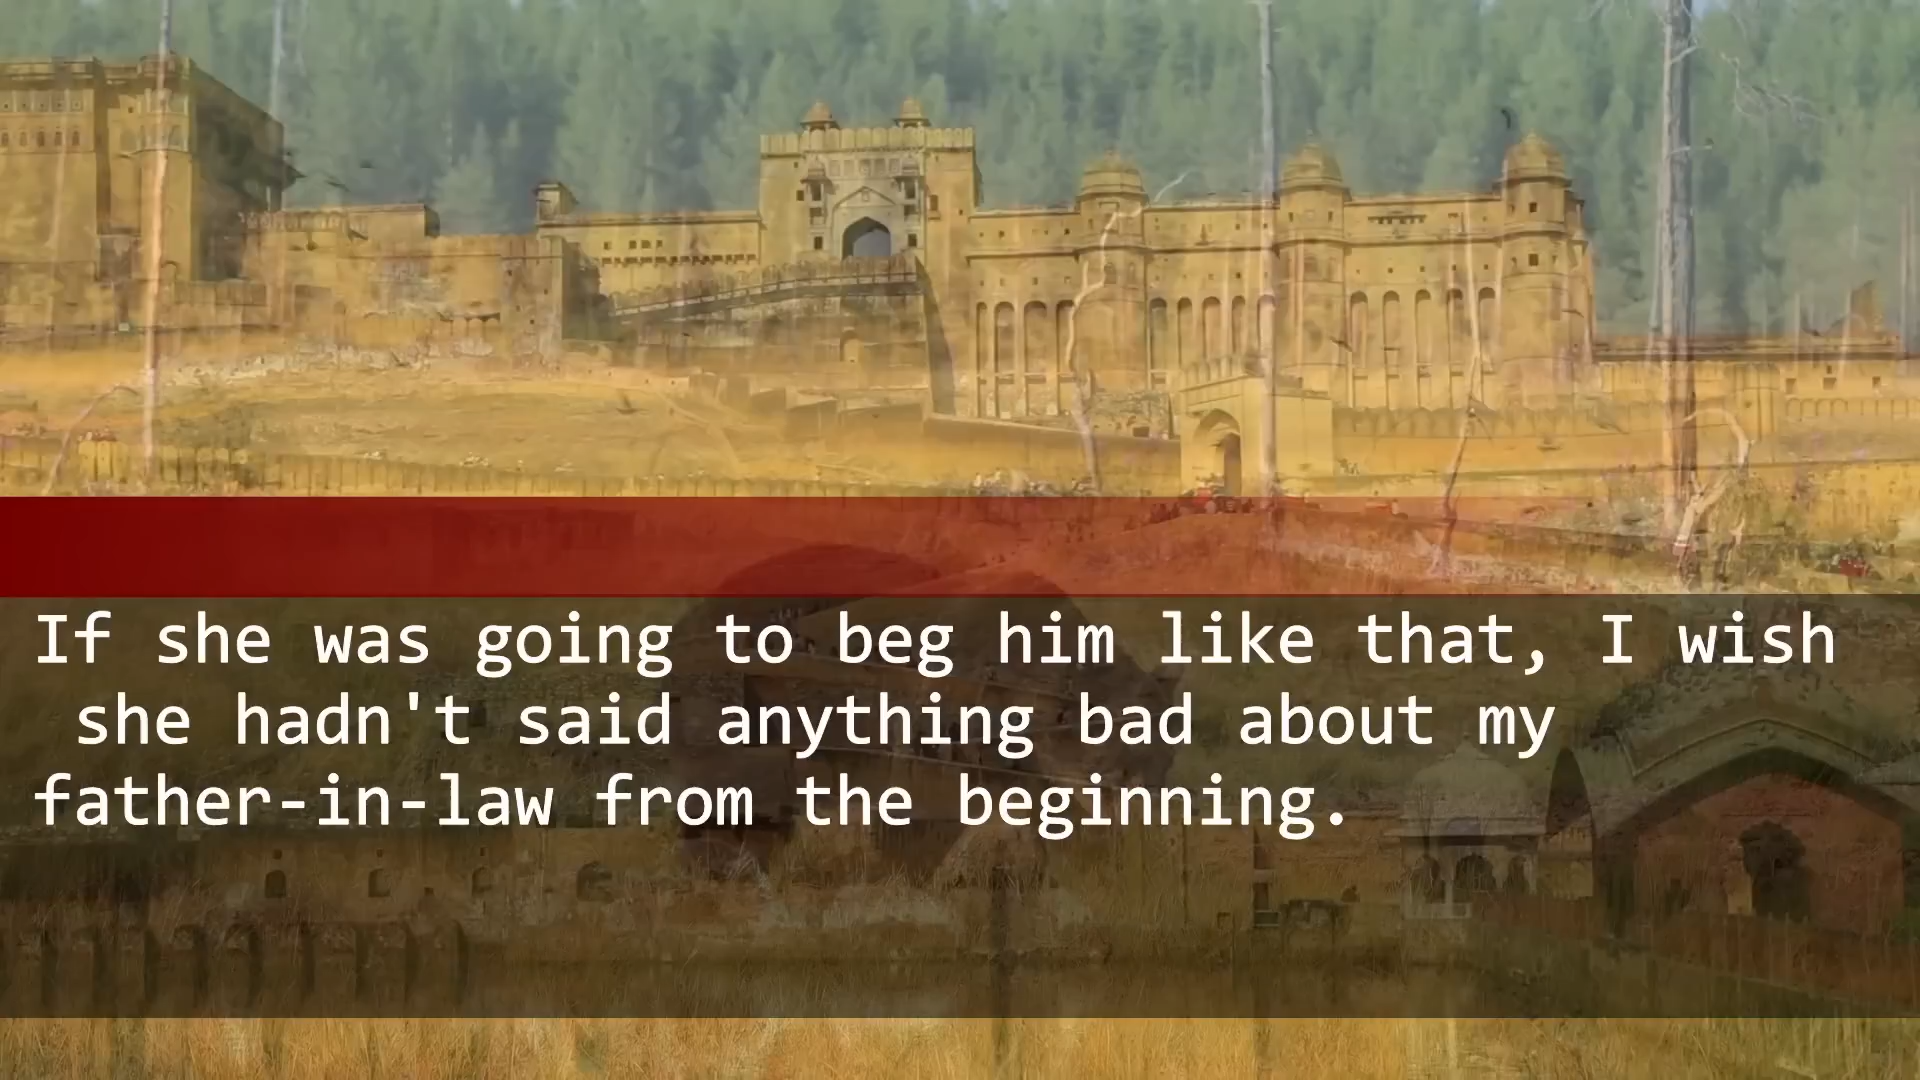 If she was going to beg him like that, I wish
she hadn't said anything bad about my
father-in-law from the beginning.